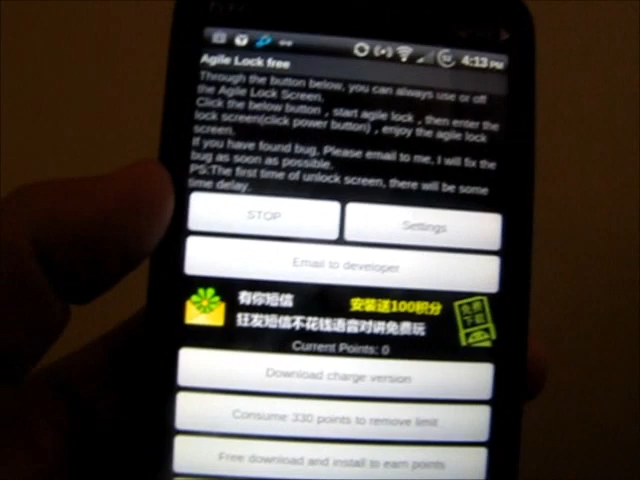 4:13 PM
Agile Lock free
Through the button below, you can always use or off
the Agile Lock Screen.
Click the below button , start agile lock , then enter the
lock screen(click power button) , enjoy the agile lock
screen.
If you have found bug, Please email to me, I will fix the
bug as soon as possible.
PS:The first time of unlock screen, there will be some
time delay.
STOP
Settings
Email to developer
有你短信
安装送100积分
狂发短信不花钱语音对讲免费玩
免费
下载
Current Points: 0
Download charge version
Consume 330 points to remove limit
Free download and install to earn points